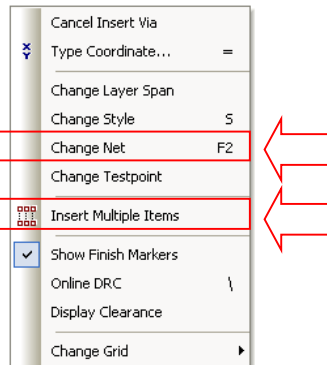 Cancel Insert Via
X Y Type Coordinate... =
Change Layer Span
Change Style S
Change Net F2
Change Testpoint
Insert Multiple Items
Show Finish Markers
Online DRC \
Display Clearance
Change Grid